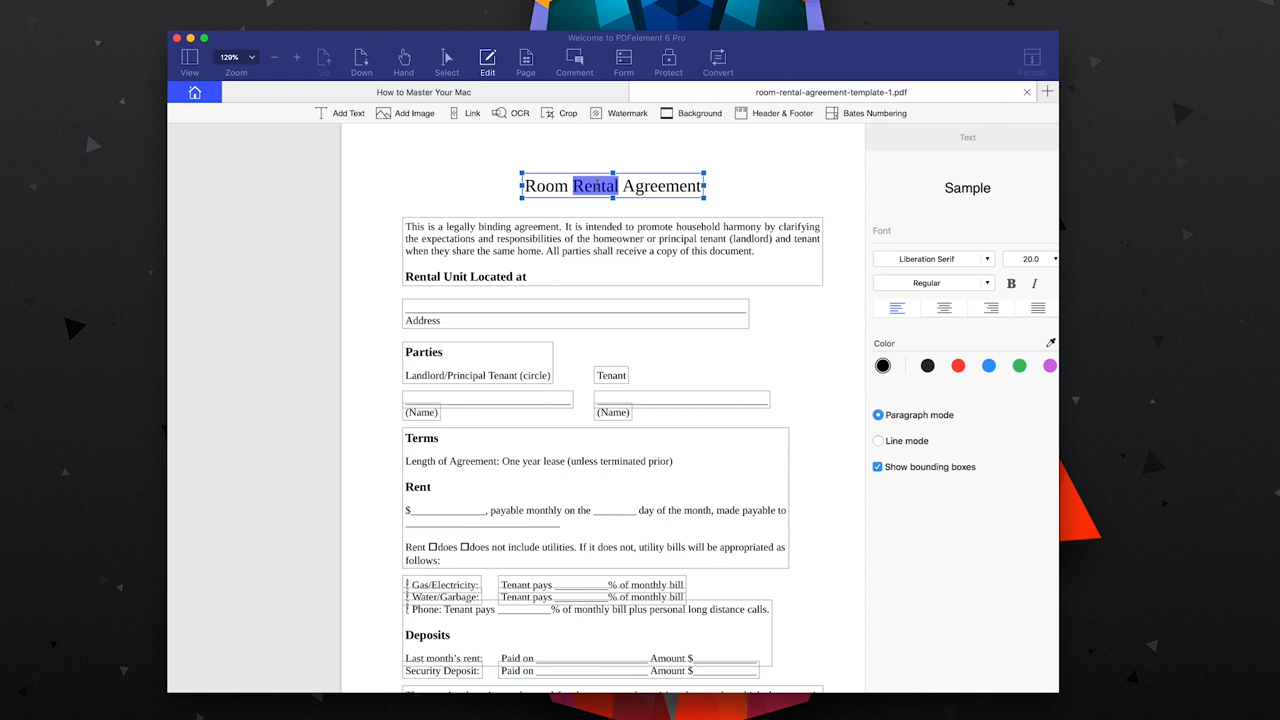 Welcome to PDFelement 6 Pro
129%
View
Zoom
Up
Down
Hand
Select
Edit
Page
Comment
Form
Protect
Convert
Format
How to Master Your Mac
room-rental-agreement-template-1.pdf
Add Text
Add Image
Link
OCR
Crop
Watermark
Background
Header & Footer
Bates Numbering
Room Rental Agreement
This is a legally binding agreement. It is intended to promote household harmony by clarifying
the expectations and responsibilities of the homeowner or principal tenant (landlord) and tenant
when they share the same home. All parties shall receive a copy of this document.
Rental Unit Located at
Address
Parties
Landlord/Principal Tenant (circle)
Tenant
(Name)
(Name)
Terms
Length of Agreement: One year lease (unless terminated prior)
Rent
$______________, payable monthly on the ________ day of the month, made payable to
_____________________________
Rent ☐does ☐does not include utilities. If it does not, utility bills will be appropriated as
follows:
Gas/Electricity: Tenant pays __________% of monthly bill
Water/Garbage: Tenant pays __________% of monthly bill
Phone: Tenant pays __________% of monthly bill plus personal long distance calls.
Deposits
Last month's rent: Paid on _____________________ Amount $____________
Security Deposit: Paid on _____________________ Amount $____________
Text
Sample
Font
Liberation Serif
20.0
Regular
B
I
Color
Paragraph mode
Line mode
Show bounding boxes